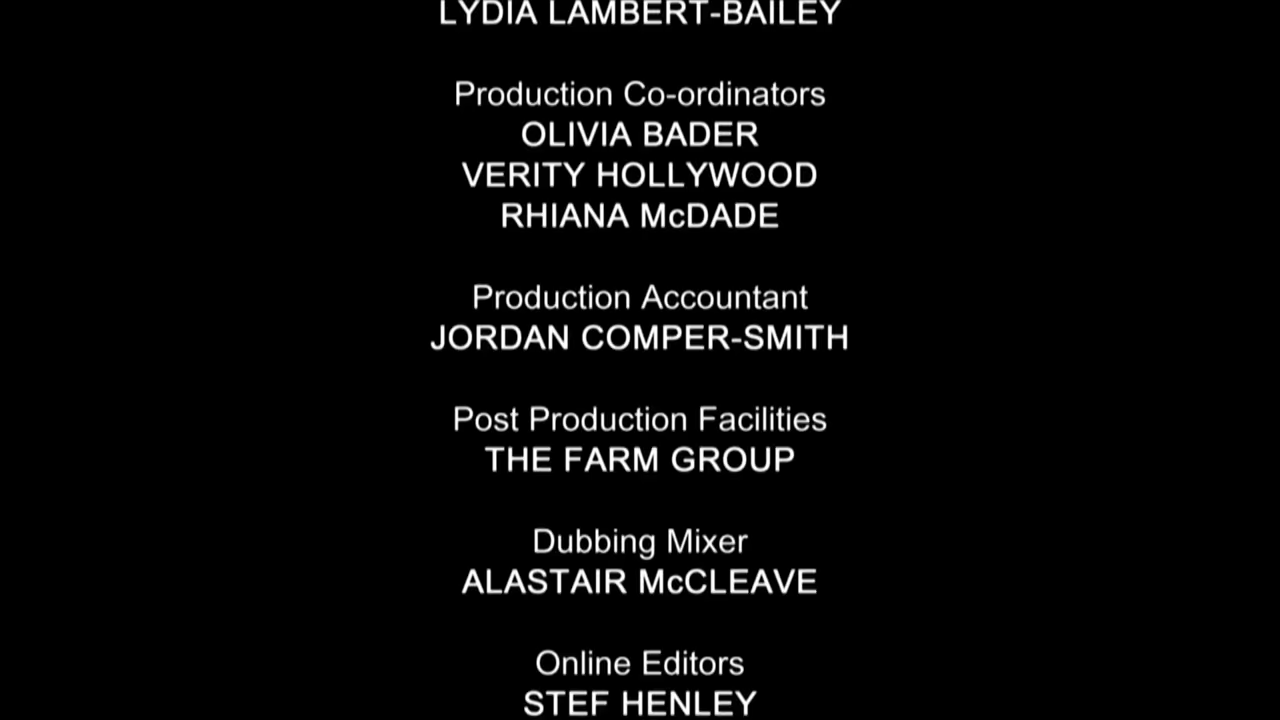 LYDIA LAMBERT-BAILEY
Production Co-ordinators
OLIVIA BADER
VERITY HOLLYWOOD
RHIANA McDADE
Production Accountant
JORDAN COMPER-SMITH
Post Production Facilities
THE FARM GROUP
Dubbing Mixer
ALASTAIR McCLEAVE
Online Editors
STEF HENLEY